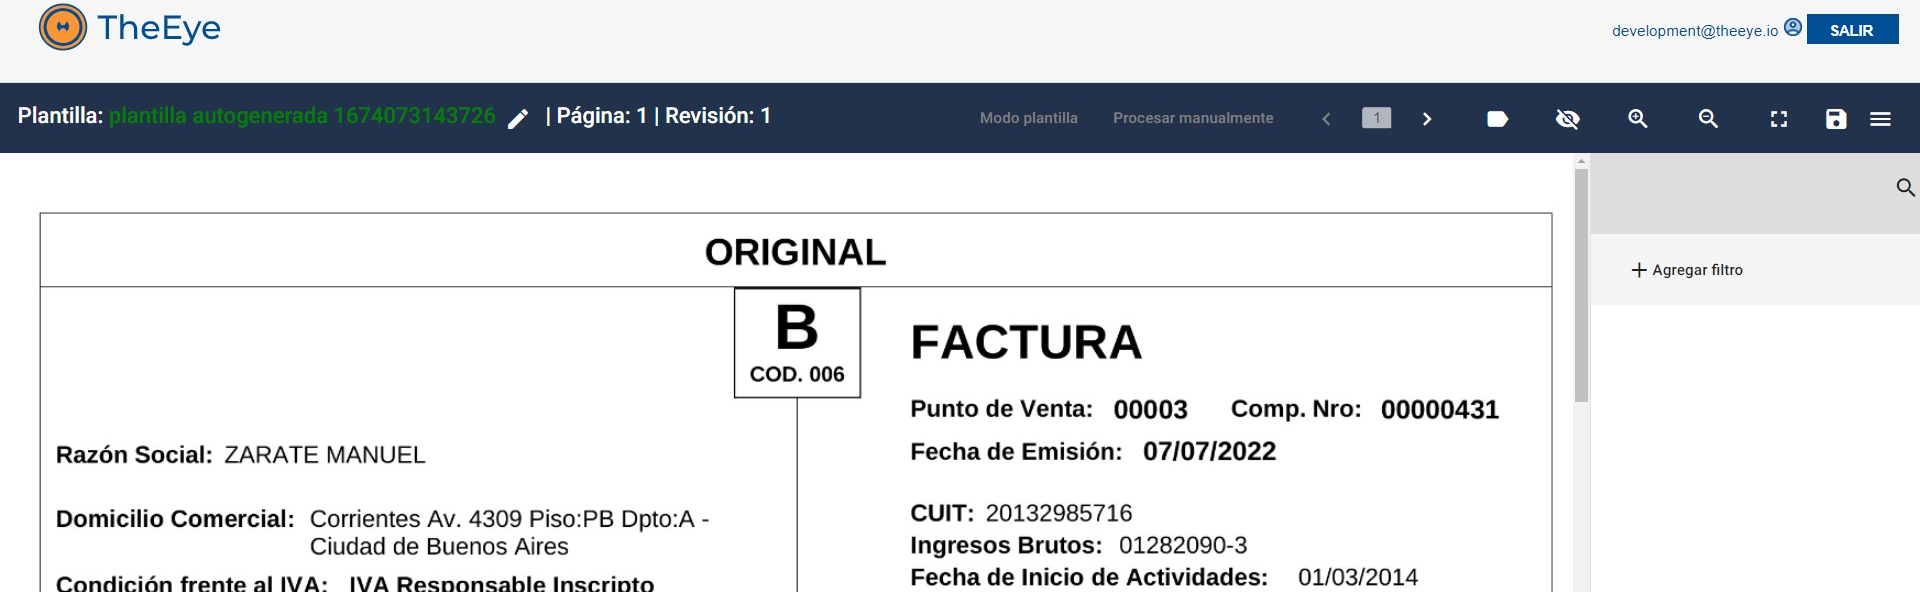 TheEye
development@theeye.io SALIR
Plantilla: plantilla autogenerada 1674073143726 | Página: 1 | Revisión: 1
Modo plantilla Procesar manualmente 1
ORIGINAL
Agregar filtro
B
COD. 006
FACTURA
Punto de Venta: 00003 Comp. Nro: 00000431
Fecha de Emisión: 07/07/2022
Razón Social: ZARATE MANUEL
Domicilio Comercial: Corrientes Av. 4309 Piso:PB Dpto:A -
Ciudad de Buenos Aires
Condición frente al IVA: IVA Responsable Inscripto
CUIT: 20132985716
Ingresos Brutos: 01282090-3
Fecha de Inicio de Actividades: 01/03/2014